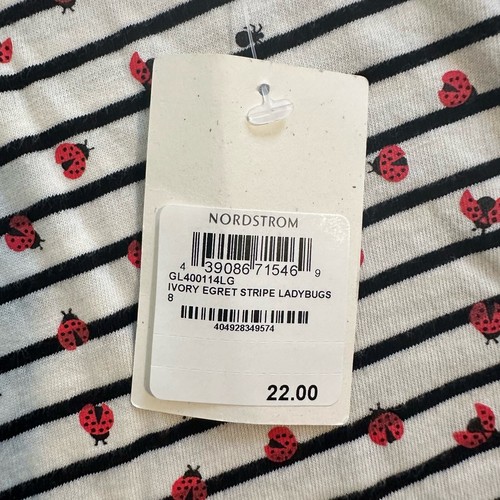 NORDSTROM
4 39086 71546 9
GL400114LG
IVORY EGRET STRIPE LADYBUGS
8
404928349574
22.00